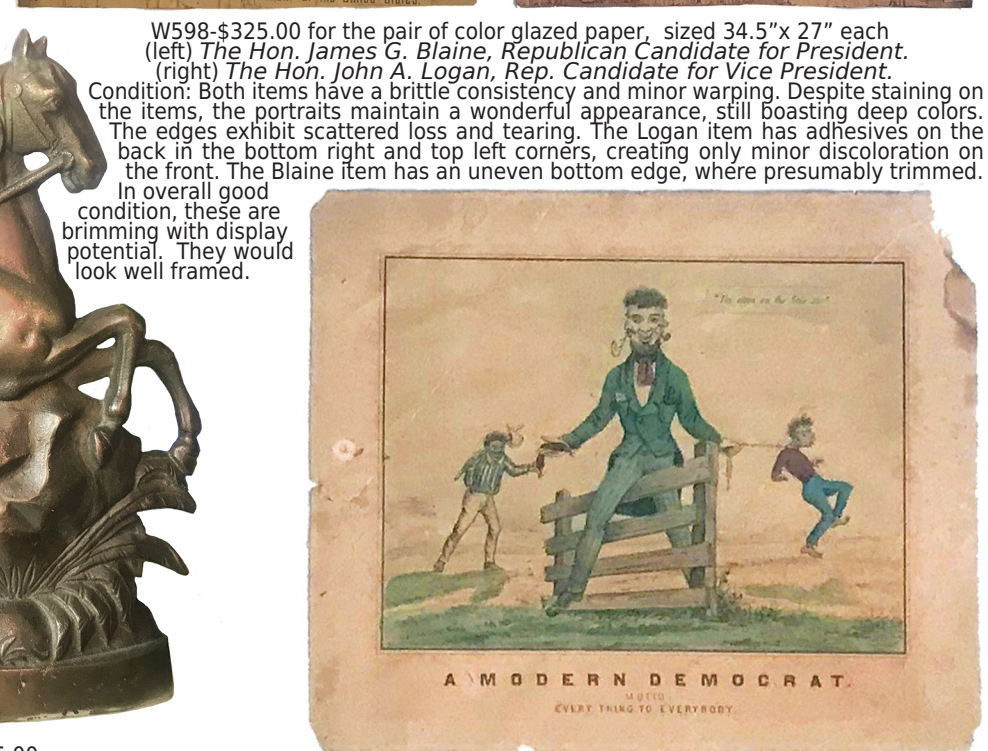 W598-$325.00 for the pair of color glazed paper,  sized 34.5”x 27” each
(left) The Hon. James G. Blaine, Republican Candidate for President.
(right) The Hon. John A. Logan, Rep. Candidate for Vice President.
Condition: Both items have a brittle consistency and minor warping. Despite staining on
the items, the portraits maintain a wonderful appearance, still boasting deep colors.
The edges exhibit scattered loss and tearing. The Logan item has adhesives on the
back in the bottom right and top left corners, creating only minor discoloration on
the front. The Blaine item has an uneven bottom edge, where presumably trimmed.
In overall good
condition, these are
brimming with display
potential.  They would
look well framed.
A MODERN DEMOCRAT.
MOTTO
EVERY THING TO EVERYBODY.